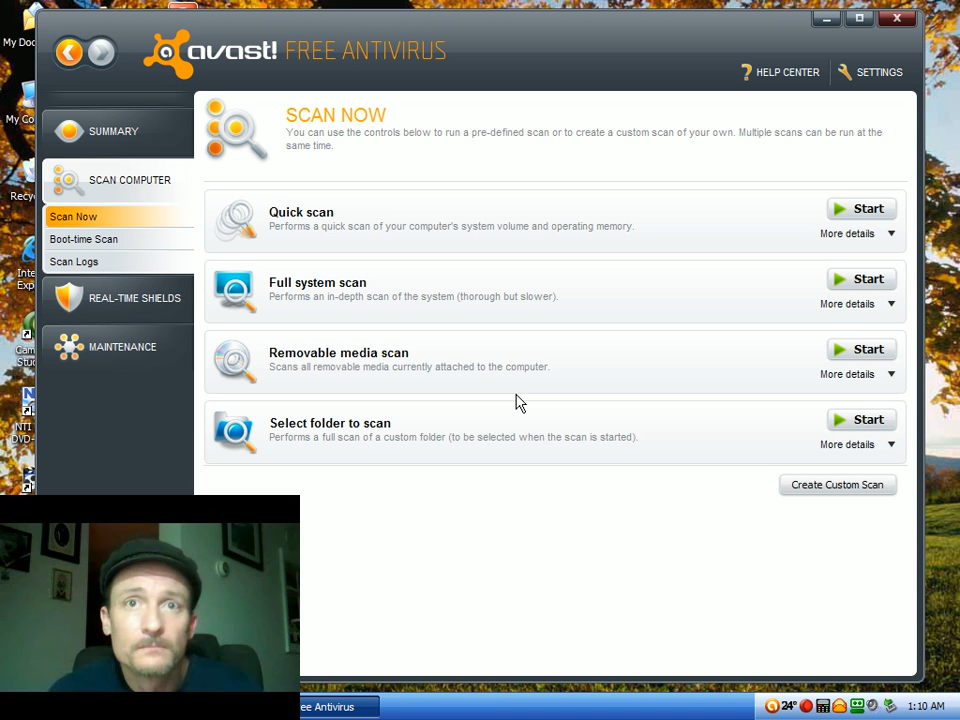 My Doc
My Co
Recyc
Inte
Exp
Cam
Stud
NTI
DVD-
avast! FREE ANTIVIRUS
HELP CENTER
SETTINGS
SUMMARY
SCAN COMPUTER
Scan Now
Boot-time Scan
Scan Logs
REAL-TIME SHIELDS
MAINTENANCE
SCAN NOW
You can use the controls below to run a pre-defined scan or to create a custom scan of your own. Multiple scans can be run at the
same time.
Quick scan
Performs a quick scan of your computer's system volume and operating memory.
Start
More details
Full system scan
Performs an in-depth scan of the system (thorough but slower).
Start
More details
Removable media scan
Scans all removable media currently attached to the computer.
Start
More details
Select folder to scan
Performs a full scan of a custom folder (to be selected when the scan is started).
Start
More details
Create Custom Scan
ee Antivirus
24°
1:10 AM